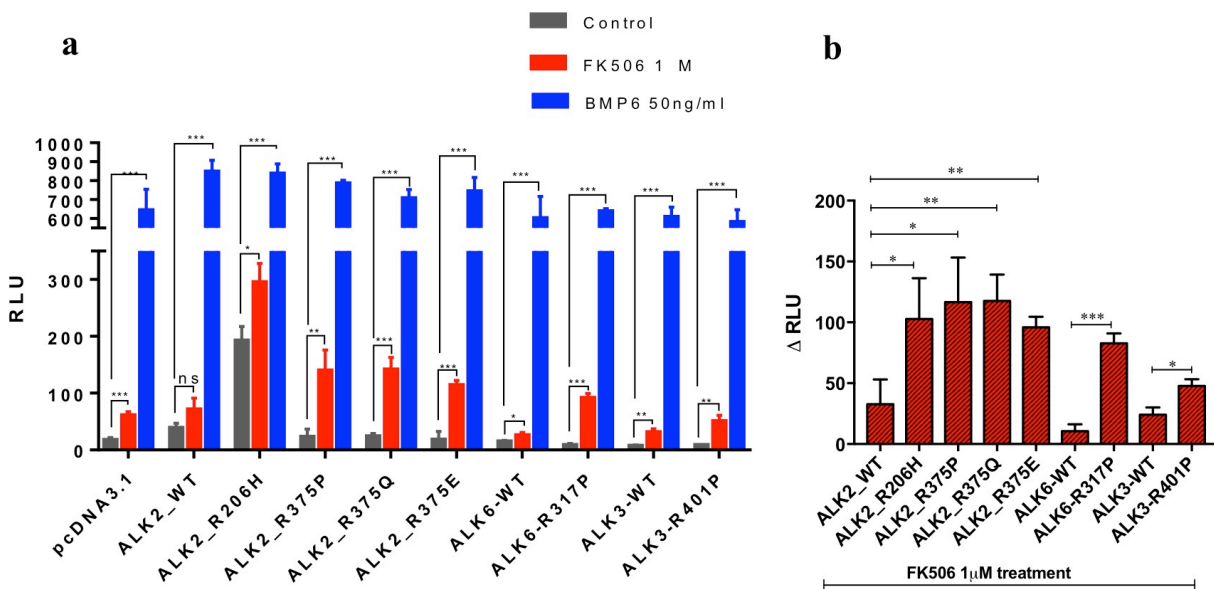 a
Control
FK506 1 M
BMP6 50ng/ml
RLU
1000
900
800
700
600
300
200
100
0
***
***
***
***
***
***
***
***
***
***
***
ns
*
**
***
***
*
***
**
**
pcDNA3.1
ALK2_WT
ALK2_R206H
ALK2_R375P
ALK2_R375Q
ALK2_R375E
ALK6-WT
ALK6-R317P
ALK3-WT
ALK3-R401P
b
Δ RLU
200
150
100
50
0
**
**
*
*
***
*
ALK2_WT
ALK2_R206H
ALK2_R375P
ALK2_R375Q
ALK2_R375E
ALK6-WT
ALK6-R317P
ALK3-WT
ALK3-R401P
FK506 1μM treatment